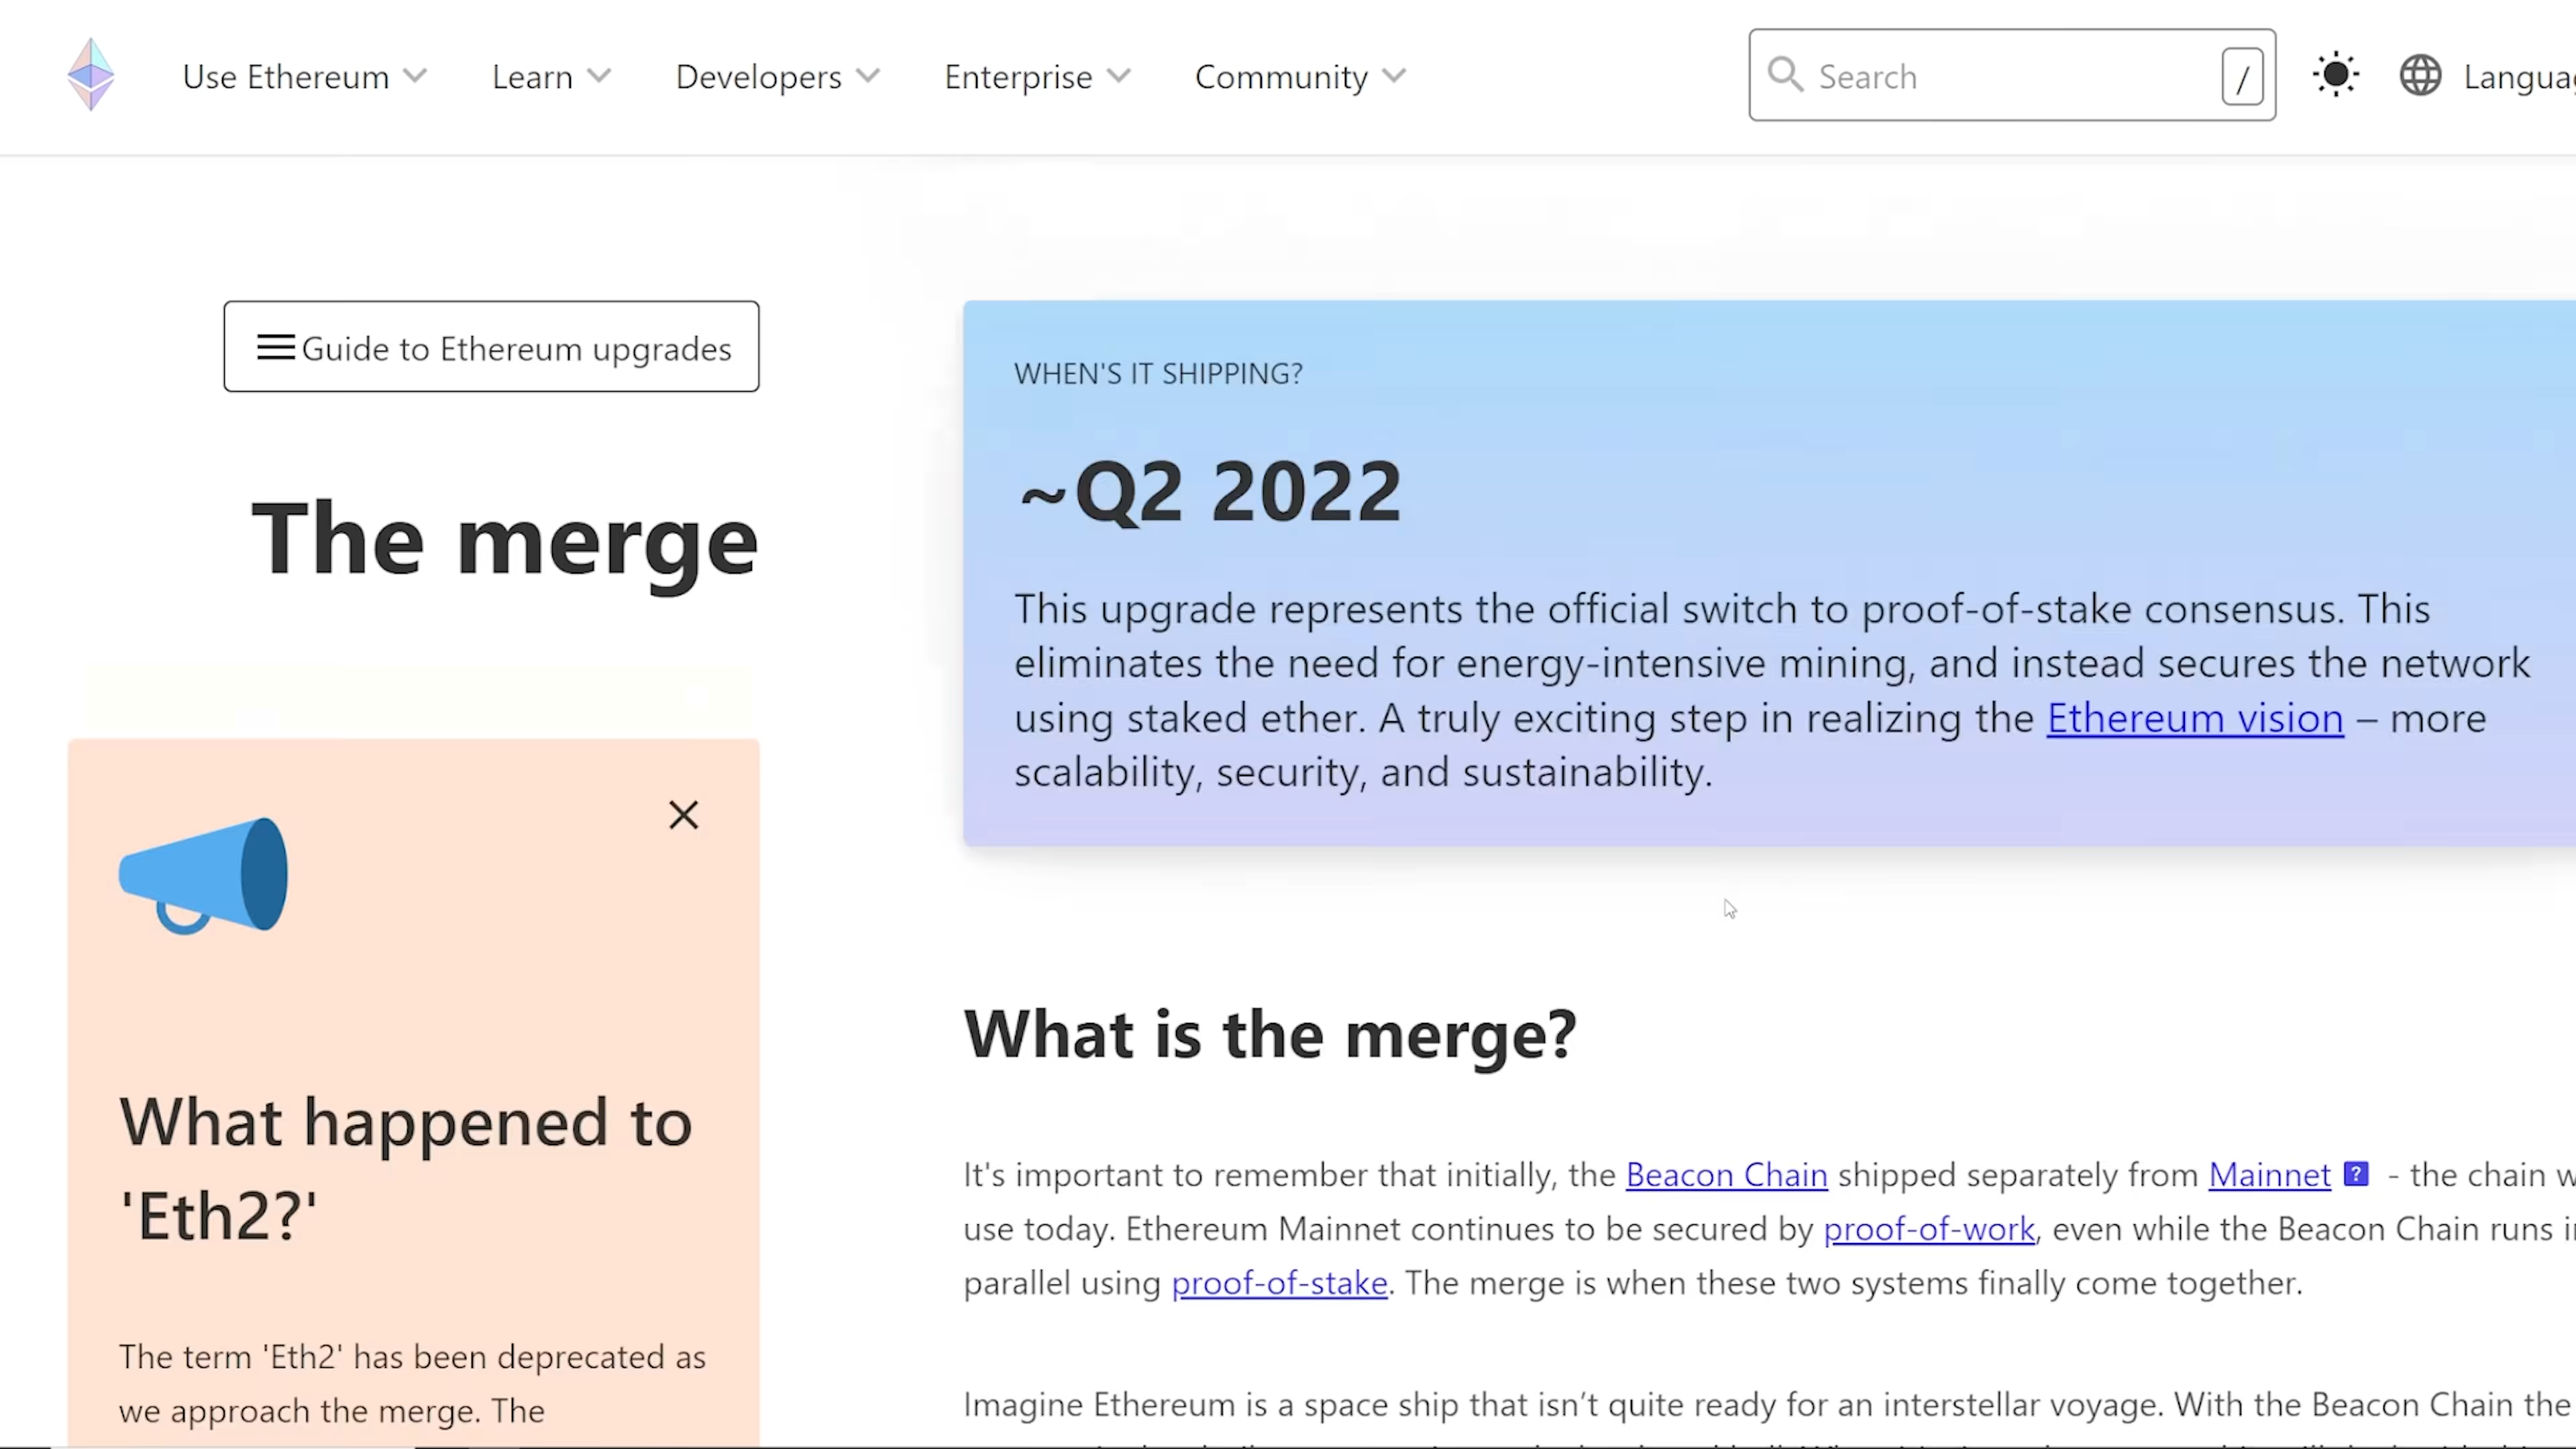 Use Ethereum
Learn
Developers
Enterprise
Community
Search
/
Guide to Ethereum upgrades
The merge
What happened to
'Eth2?'
The term 'Eth2' has been deprecated as
we approach the merge. The
WHEN'S IT SHIPPING?
~Q2 2022
This upgrade represents the official switch to proof-of-stake consensus. This
eliminates the need for energy-intensive mining, and instead secures the network
using staked ether. A truly exciting step in realizing the Ethereum vision – more
scalability, security, and sustainability.
What is the merge?
It's important to remember that initially, the Beacon Chain shipped separately from Mainnet ? - the chain
use today. Ethereum Mainnet continues to be secured by proof-of-work, even while the Beacon Chain runs
parallel using proof-of-stake. The merge is when these two systems finally come together.
Imagine Ethereum is a space ship that isn’t quite ready for an interstellar voyage. With the Beacon Chain the